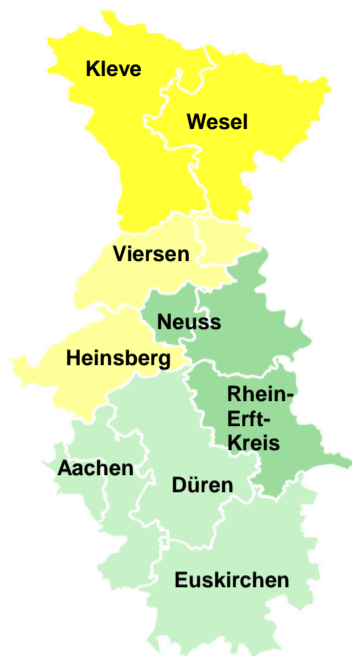 Kleve
Wesel
Viersen
Neuss
Heinsberg
Rhein-
Erft-
Kreis
Aachen
Düren
Euskirchen